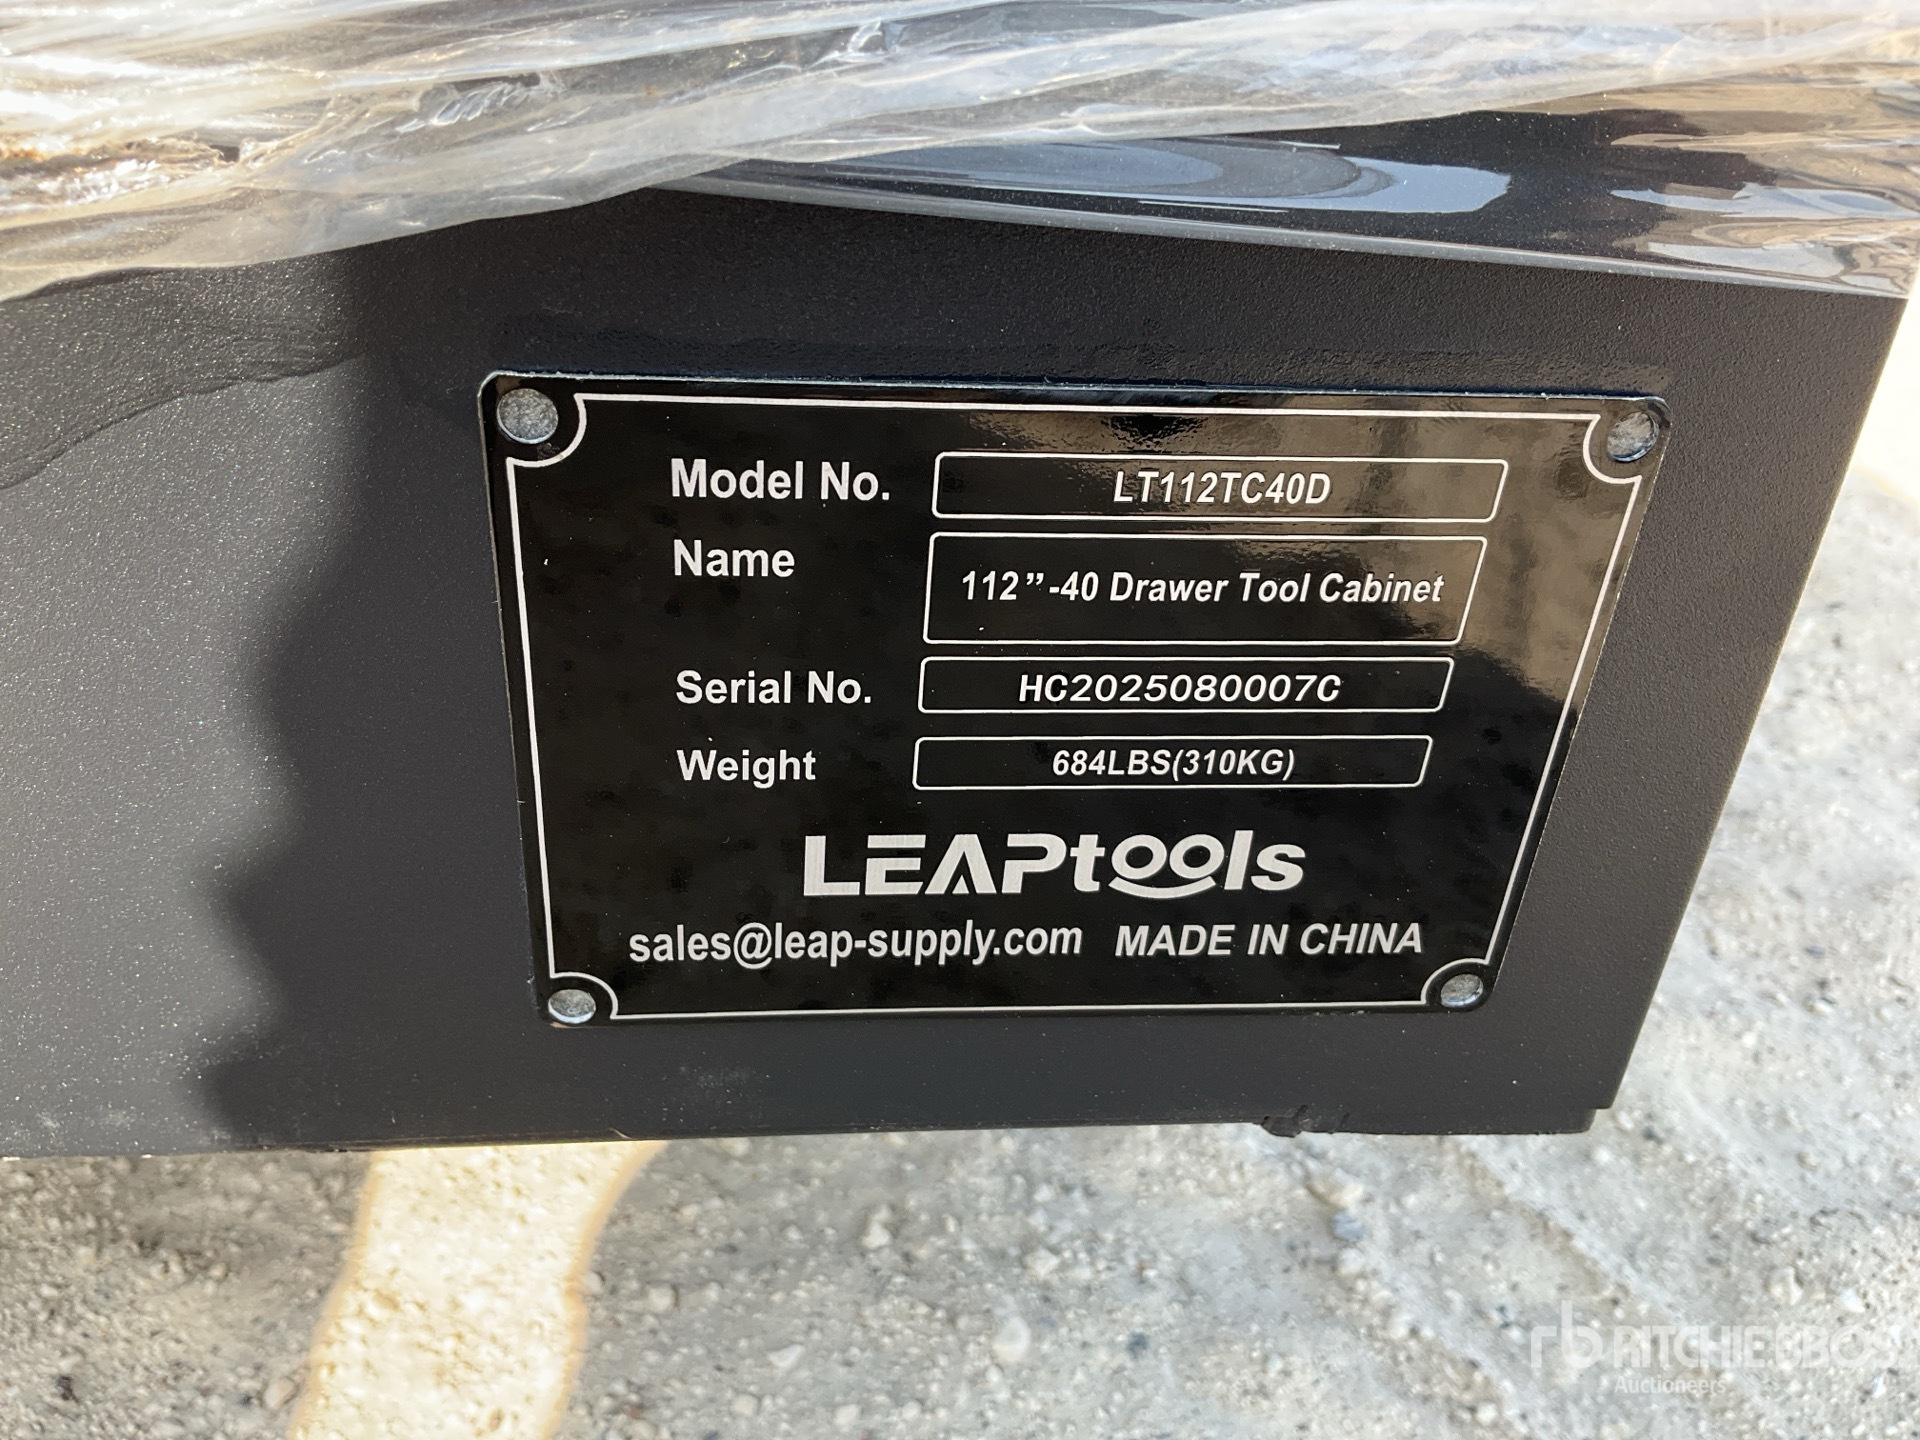 Model No. LT112TC40D
Name 112”-40 Drawer Tool Cabinet
Serial No. HC2025080007C
Weight 684LBS(310KG)
LEAPtools
sales@leap-supply.com MADE IN CHINA
rb RITCHIE BROS
Auctioneers